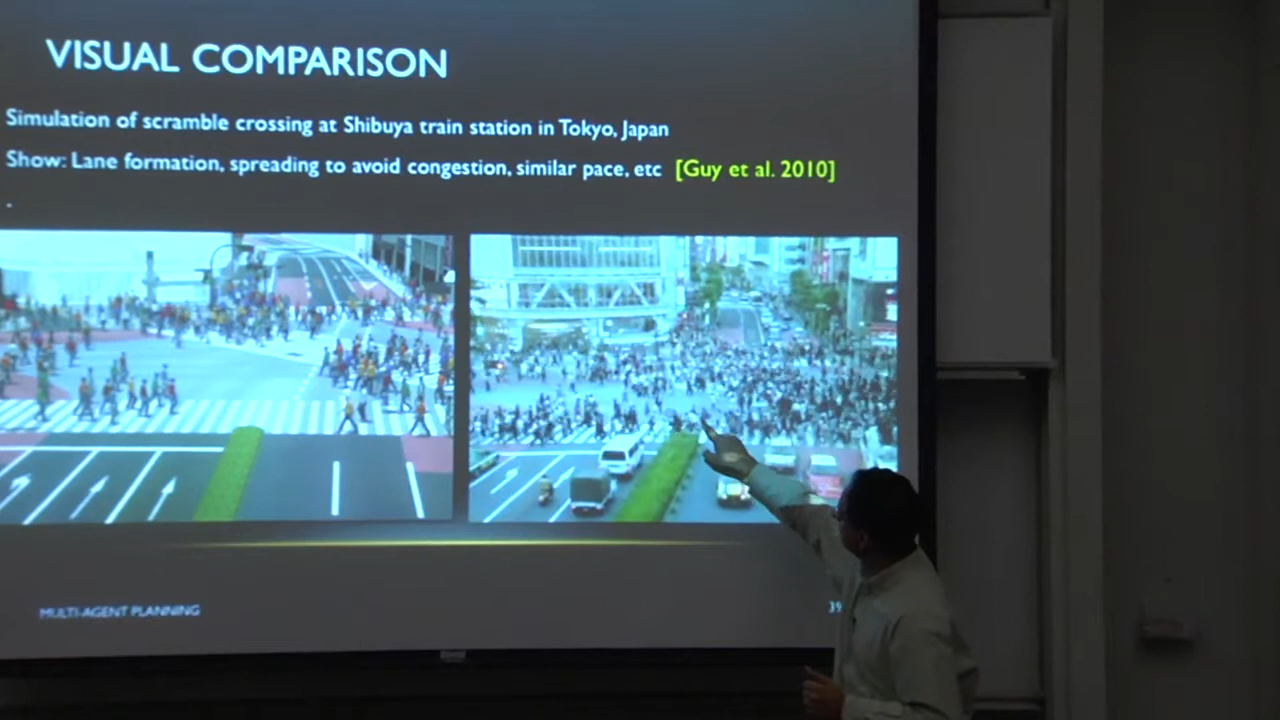 VISUAL COMPARISON
Simulation of scramble crossing at Shibuya train station in Tokyo, Japan
Show: Lane formation, spreading to avoid congestion, similar pace, etc [Guy et al. 2010]
.
MULTI-AGENT PLANNING